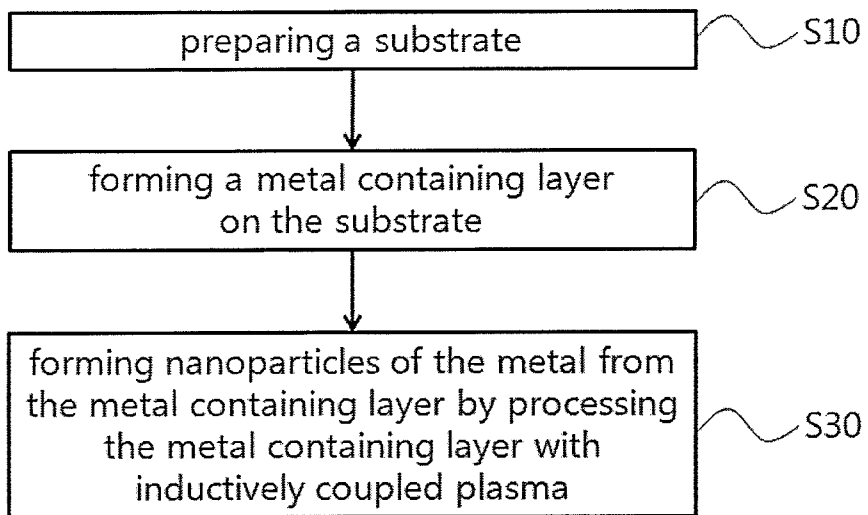 preparing a substrate
S10
forming a metal containing layer
on the substrate
S20
forming nanoparticles of the metal from
the metal containing layer by processing
the metal containing layer with
inductively coupled plasma
S30